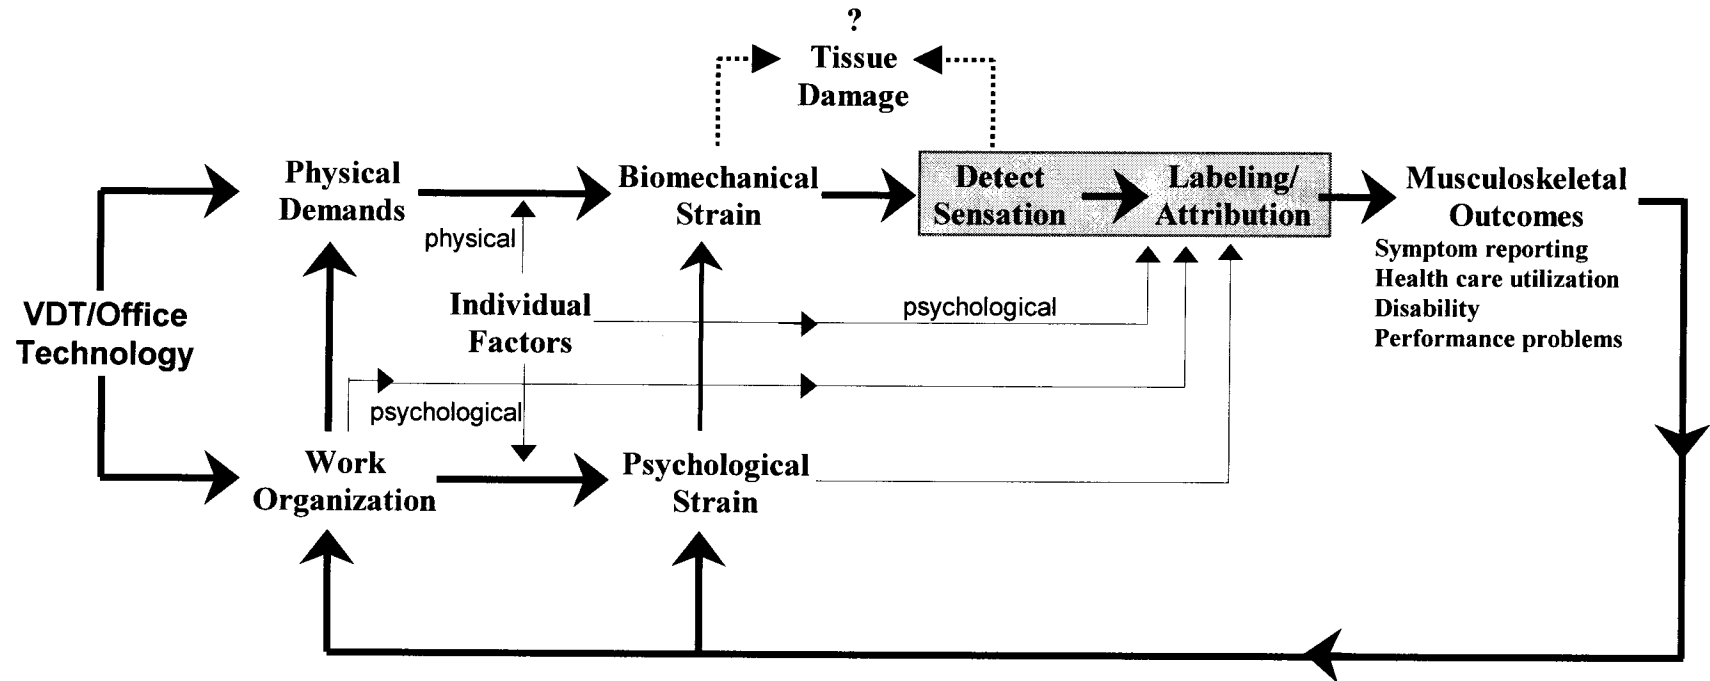 ?
Tissue
Damage
Physical
Demands
Biomechanical
Strain
Detect
Sensation
Labeling/
Attribution
Musculoskeletal
Outcomes
Symptom reporting
Health care utilization
Disability
Performance problems
physical
VDT/Office
Technology
Individual
Factors
psychological
psychological
Work
Organization
Psychological
Strain